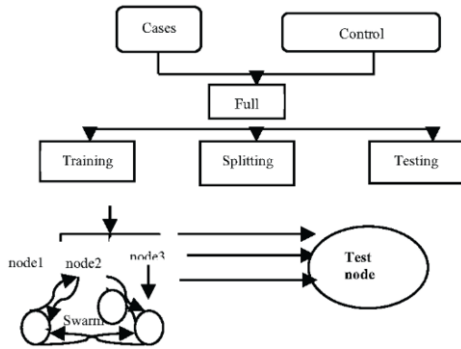 Cases
Control
Full
Training
Splitting
Testing
node1
node2
node3
Test
node
Swarm